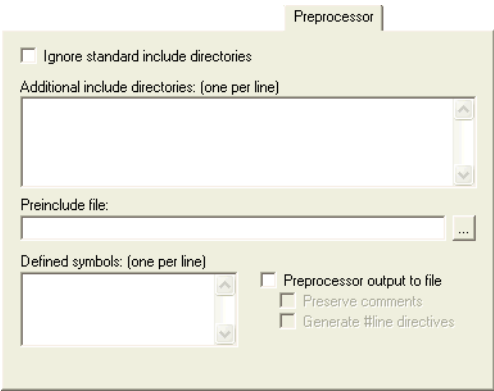 Preprocessor
Ignore standard include directories
Additional include directories: (one per line)
Preinclude file:
...
Defined symbols: (one per line)
Preprocessor output to file
Preserve comments
Generate #line directives